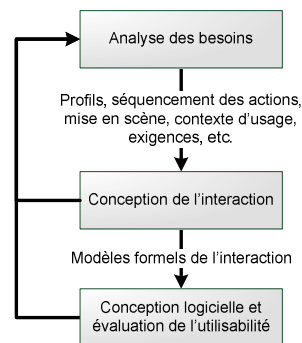 Analyse des besoins
Profils, séquencement des actions,
mise en scène, contexte d'usage,
exigences, etc.
Conception de l'interaction
Modèles formels de l'interaction
Conception logicielle et
évaluation de l'utilisabilité